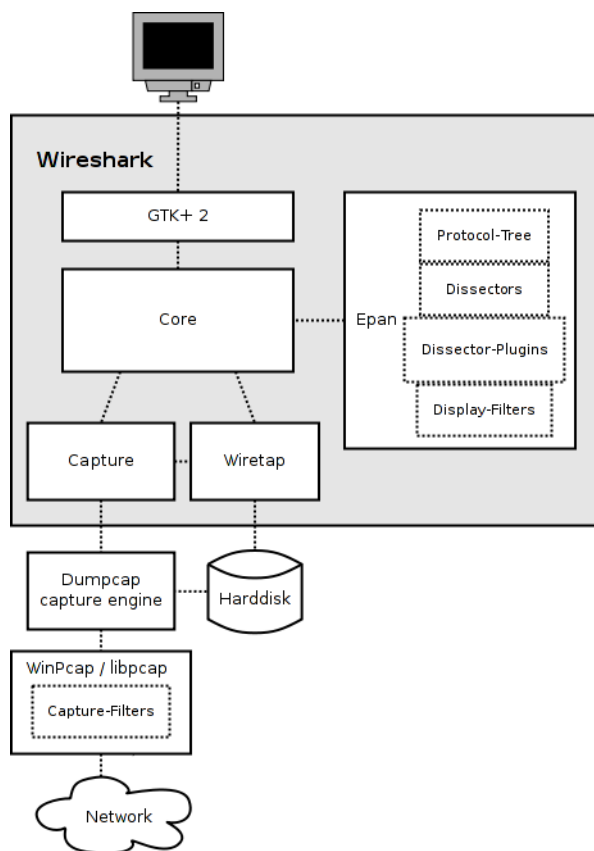 Wireshark
GTK+ 2
Core
Epan
Protocol-Tree
Dissectors
Dissector-Plugins
Display-Filters
Capture
Wiretap
Dumpcap
capture engine
Harddisk
WinPcap / libpcap
Capture-Filters
Network